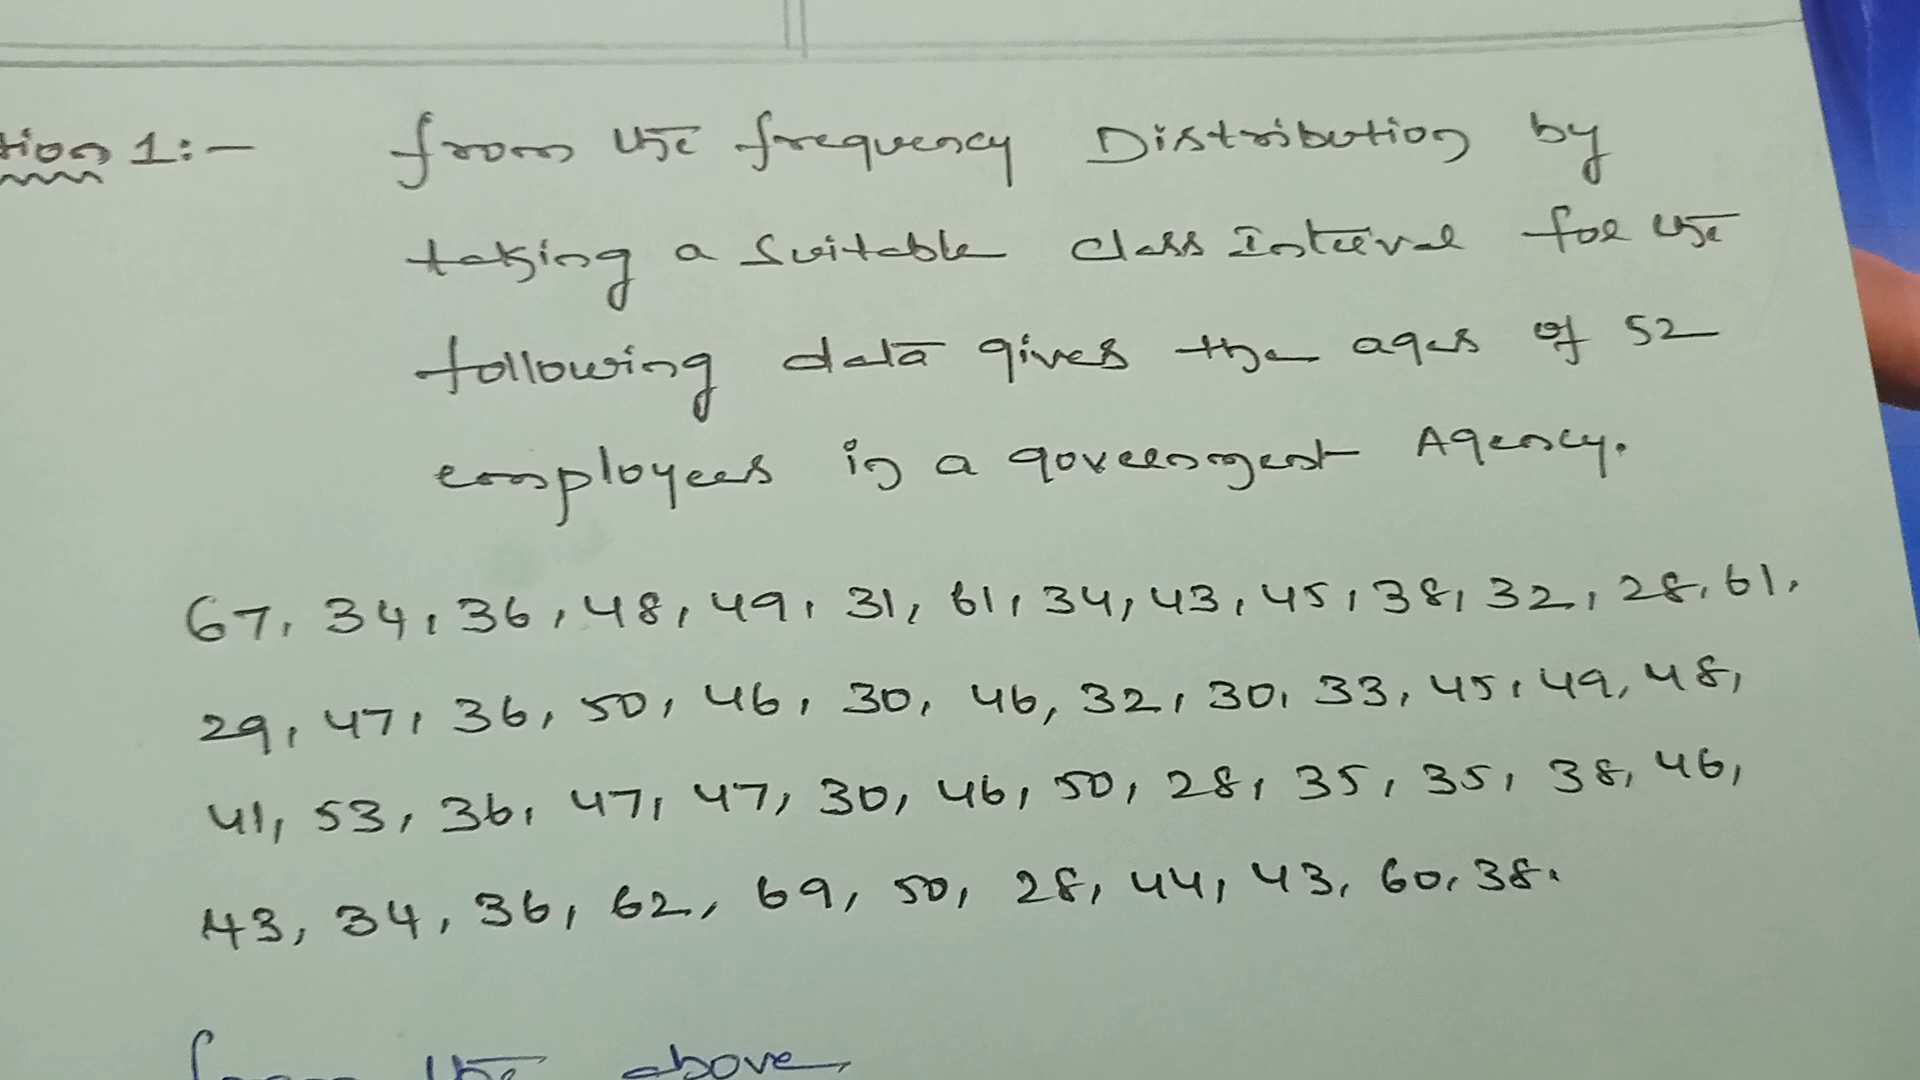 tion 1:- from the frequency Distribution by
taking a Suitable class Interval for the
following data gives the ages of 52
employees in a government Agency.
67, 34, 36, 48, 49, 31, 61, 34, 43, 45, 38, 32, 28, 61,
29, 47, 36, 50, 46, 30, 46, 32, 30, 33, 45, 49, 48,
41, 53, 36, 47, 47, 30, 46, 50, 28, 35, 35, 38, 46,
43, 34, 36, 62, 69, 50, 28, 44, 43, 60, 38.
from the above,